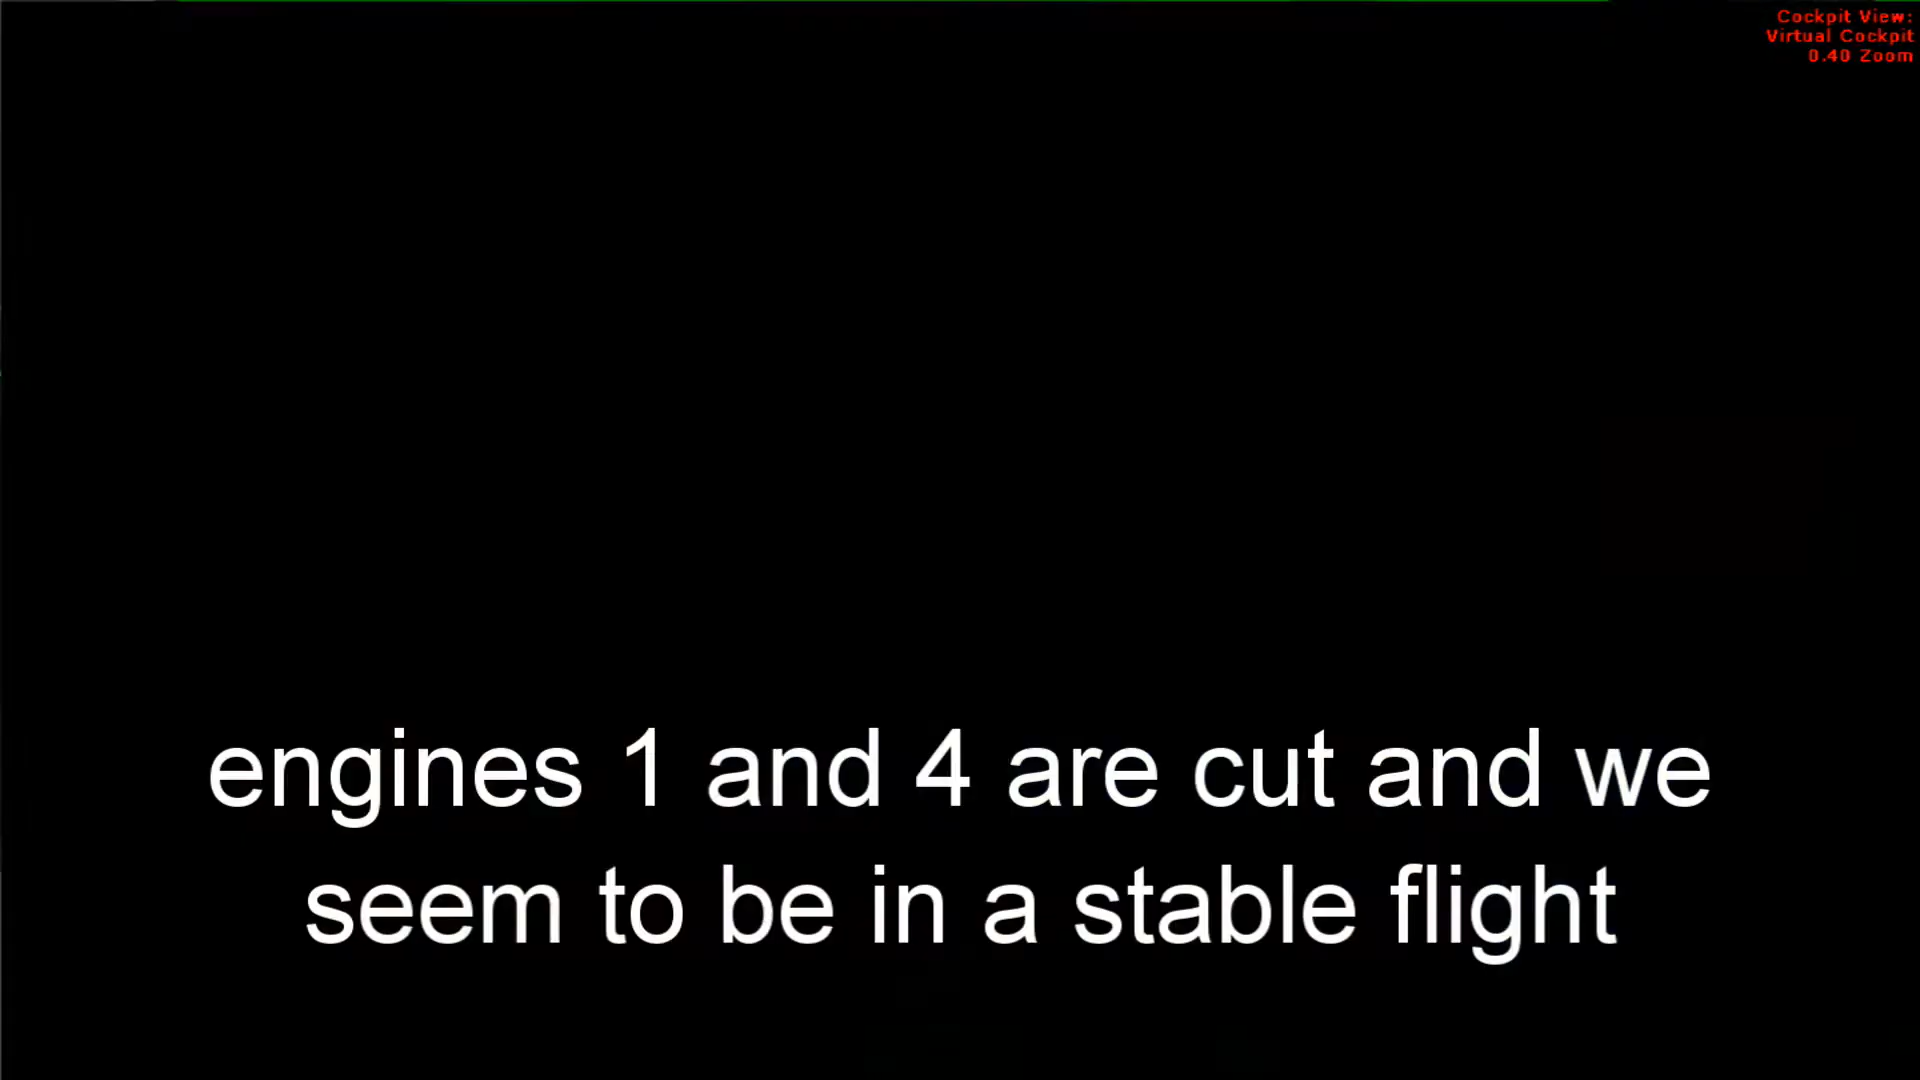 Cockpit View:
Virtual Cockpit
0.40 Zoom
engines 1 and 4 are cut and we
seem to be in a stable flight